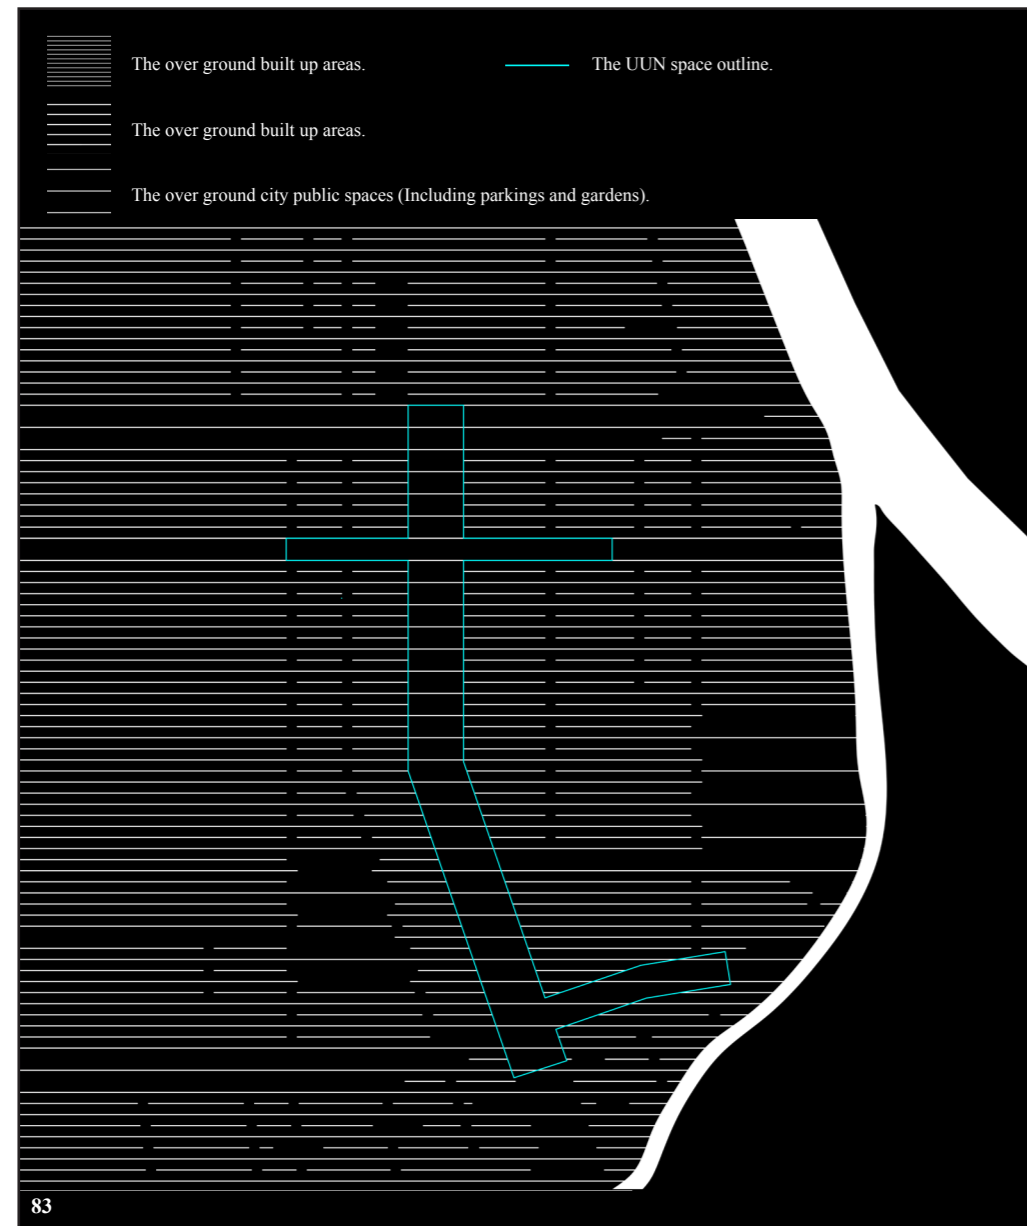 The over ground built up areas.
The UUN space outline.
The over ground built up areas.
The over ground city public spaces (Including parkings and gardens).
83